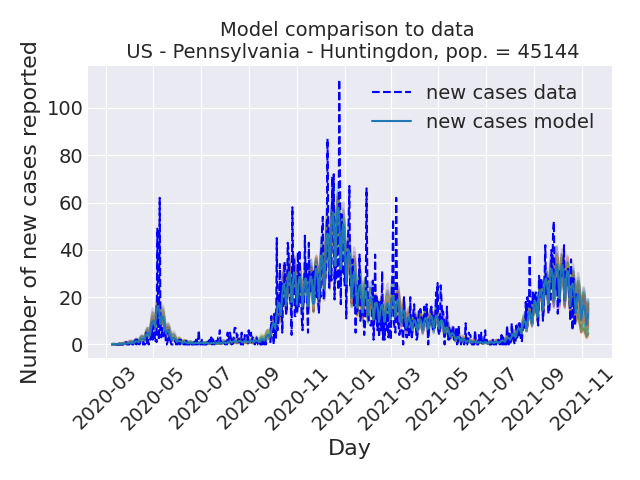 Model comparison to data
US - Pennsylvania - Huntingdon, pop. = 45144
Number of new cases reported
100
80
60
40
20
0
new cases data
new cases model
2020-03
2020-05
2020-07
2020-09
2020-11
2021-01
2021-03
2021-05
2021-07
2021-09
2021-11
Day